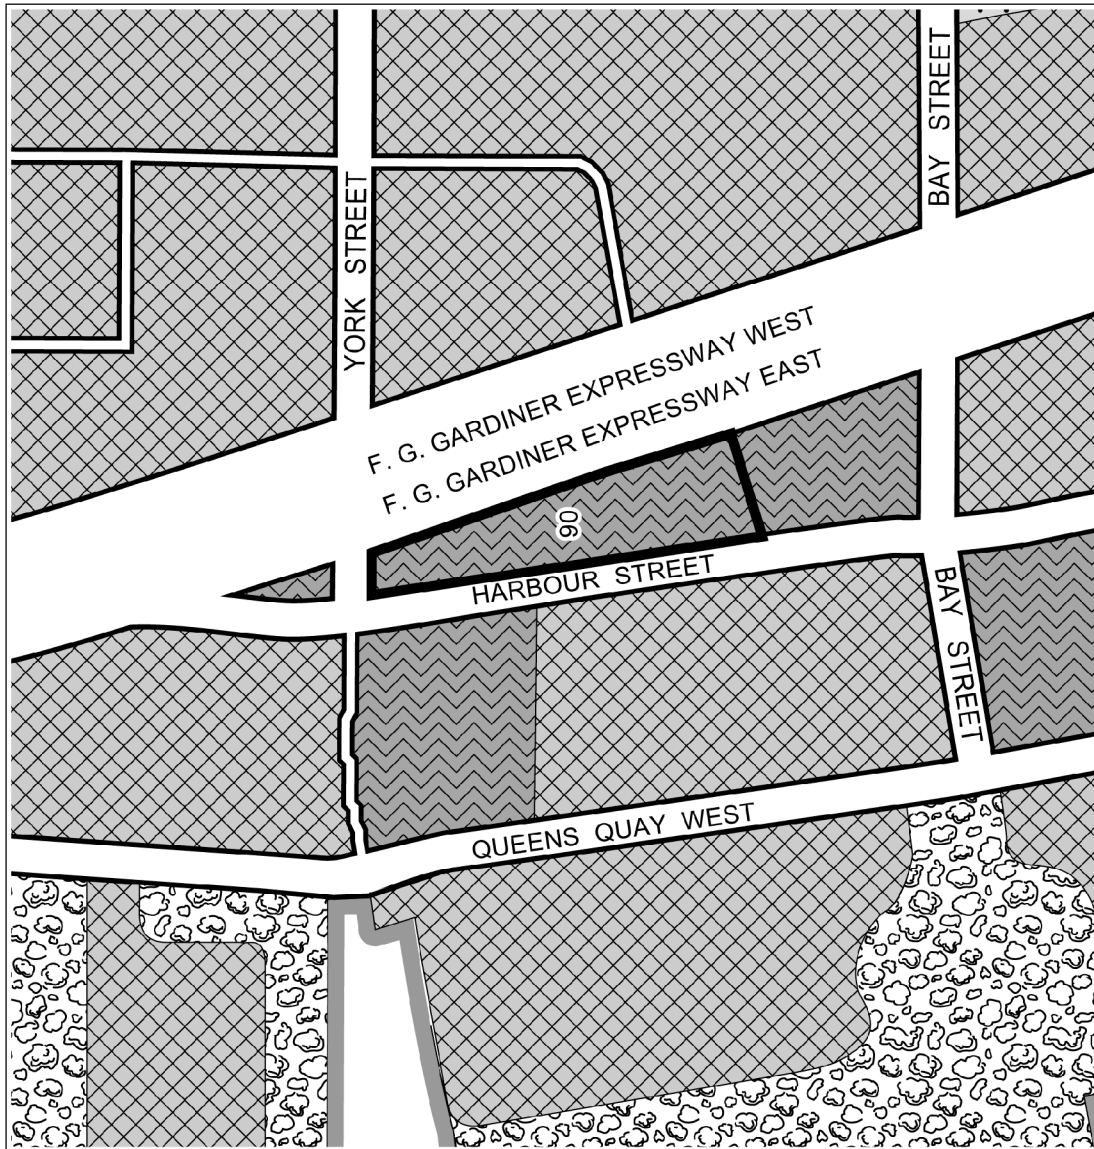 BAY STREET
YORK STREET
F. G. GARDINER EXPRESSWAY WEST
F. G. GARDINER EXPRESSWAY EAST
90
HARBOUR STREET
BAY STREET
QUEENS QUAY WEST